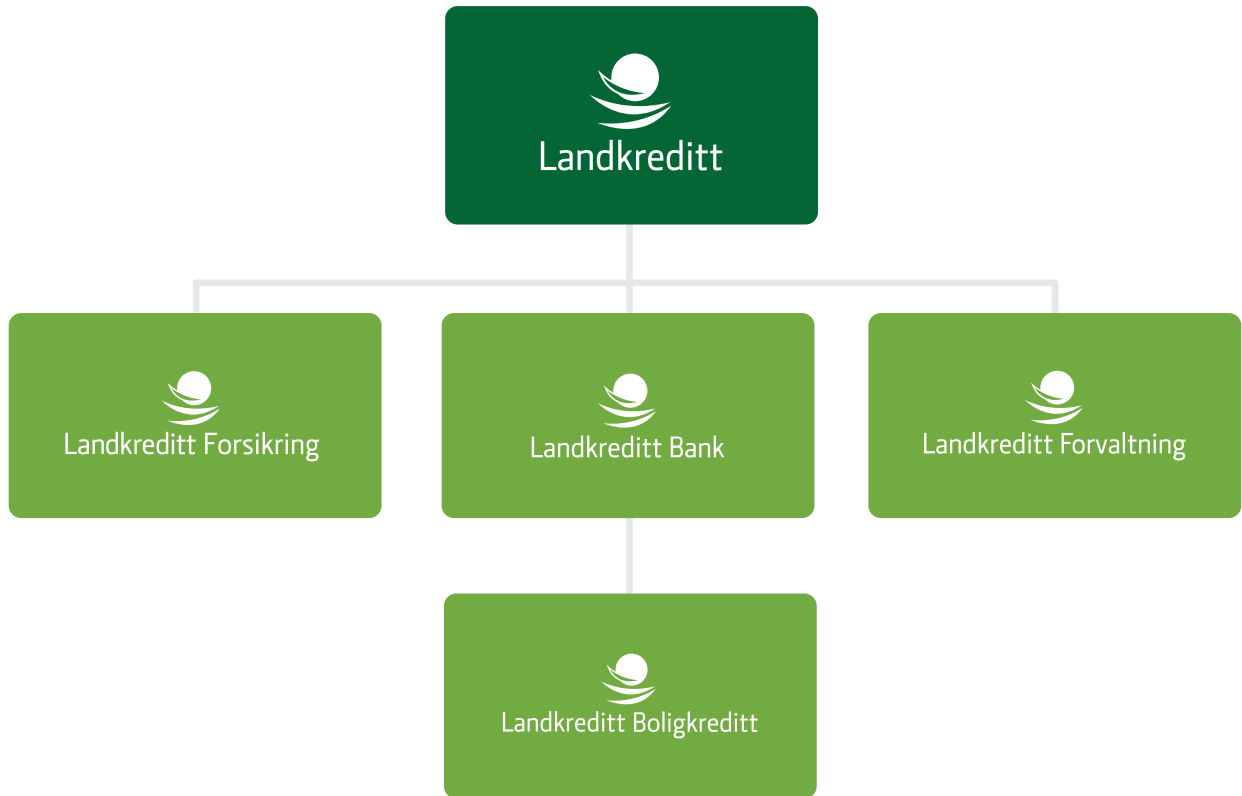 Landkreditt
Landkreditt Forsikring
Landkreditt Bank
Landkreditt Forvaltning
Landkreditt Boligkreditt